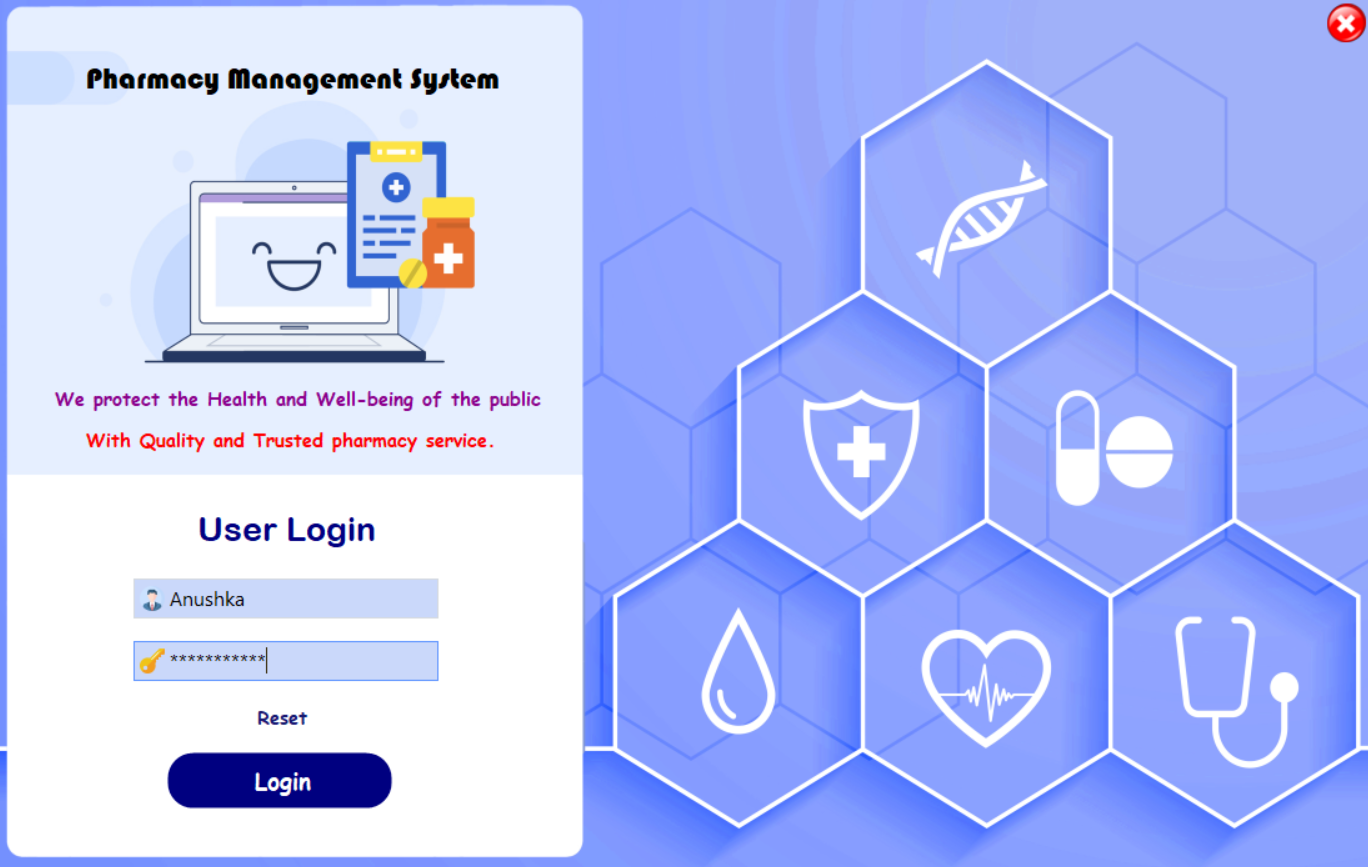 Pharmacy Management System
We protect the Health and Well-being of the public
With Quality and Trusted pharmacy service.
User Login
Anushka
***********
Reset
Login